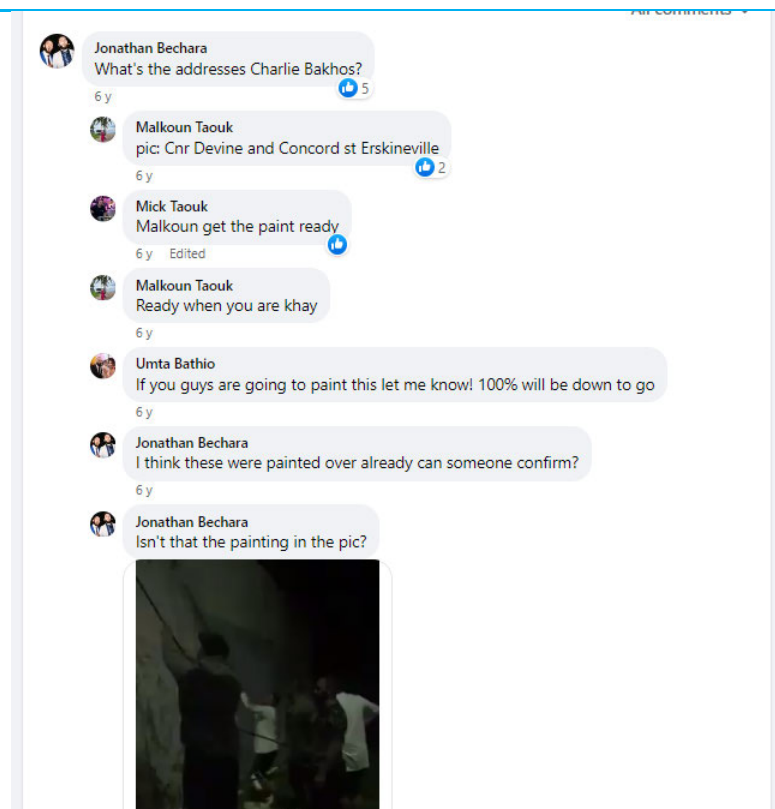 All comments
Jonathan Bechara
What's the addresses Charlie Bakhos?
6 y
5
Malkoun Taouk
pic: Cnr Devine and Concord st Erskineville
6 y
2
Mick Taouk
Malkoun get the paint ready
6 y Edited
Malkoun Taouk
Ready when you are khay
6 y
Umta Bathio
If you guys are going to paint this let me know! 100% will be down to go
6 y
Jonathan Bechara
I think these were painted over already can someone confirm?
6 y
Jonathan Bechara
Isn't that the painting in the pic?